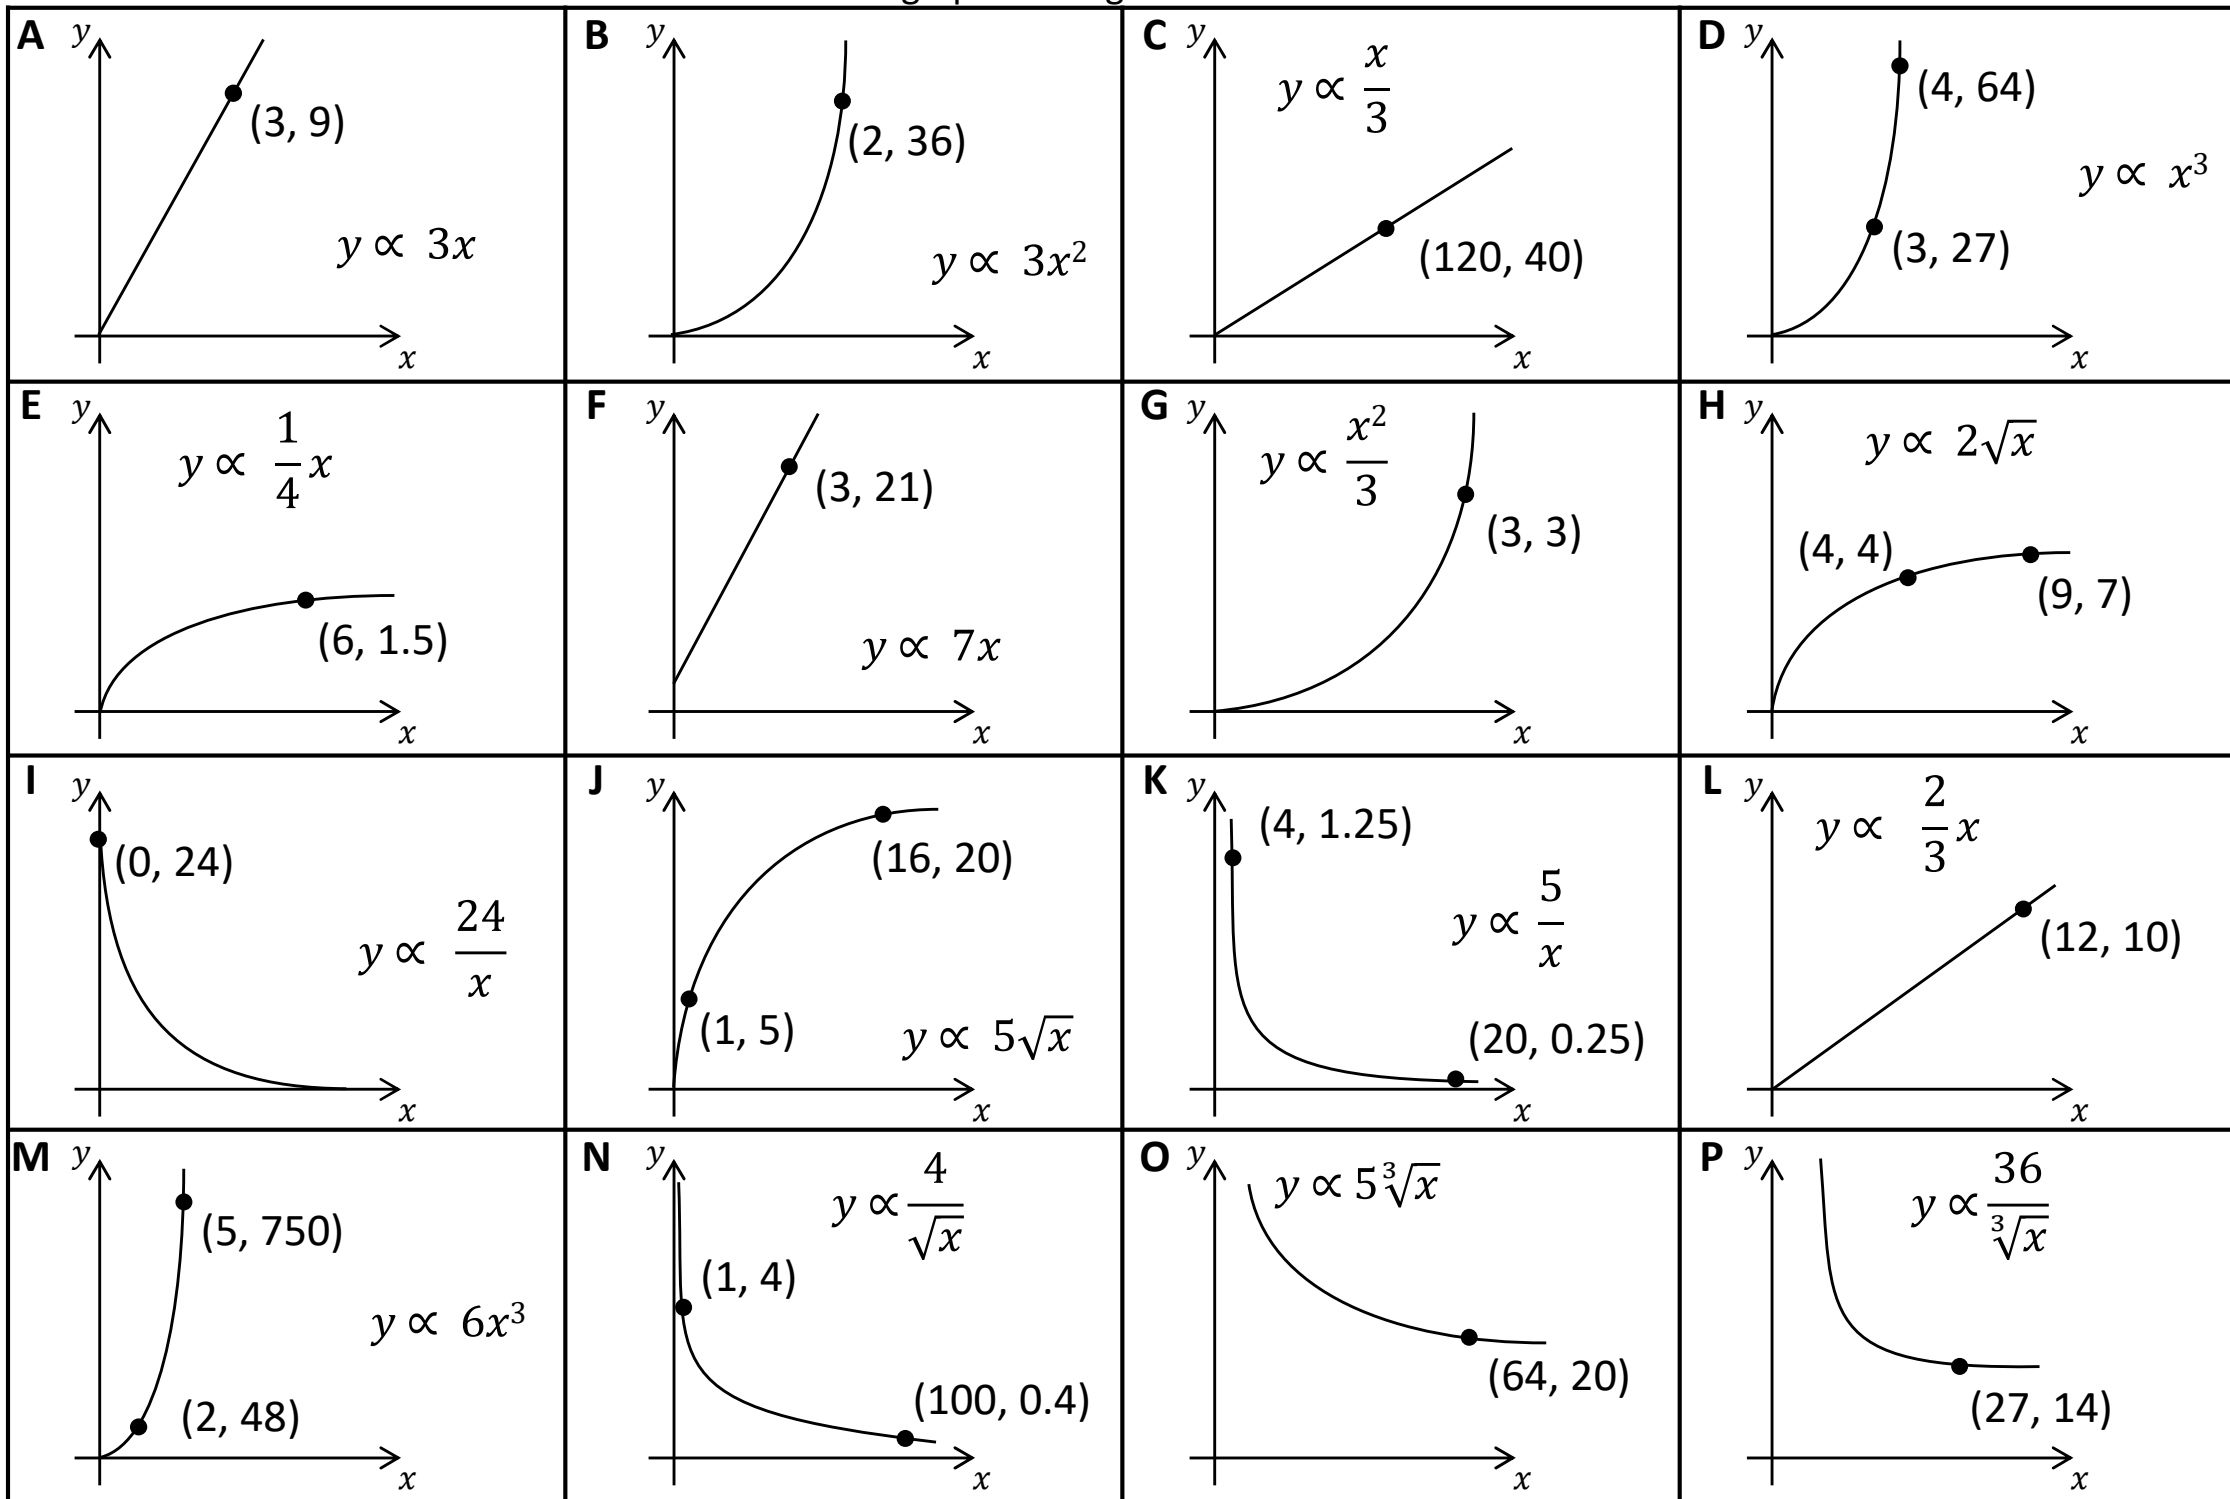 A
y
(3, 9)
y ∝ 3x
x
B
y
(2, 36)
y ∝ 3x²
x
C
y
y ∝ x/3
(120, 40)
x
D
y
(4, 64)
y ∝ x³
(3, 27)
x
E
y
y ∝ 1/4 x
(6, 1.5)
x
F
y
(3, 21)
y ∝ 7x
x
G
y
y ∝ x²/3
(3, 3)
x
H
y
y ∝ 2√x
(4, 4)
(9, 7)
x
I
y
(0, 24)
y ∝ 24/x
x
J
y
(16, 20)
(1, 5)
y ∝ 5√x
x
K
y
(4, 1.25)
y ∝ 5/x
(20, 0.25)
x
L
y
y ∝ 2/3 x
(12, 10)
x
M
y
(5, 750)
y ∝ 6x³
(2, 48)
x
N
y
y ∝ 4/√x
(1, 4)
(100, 0.4)
x
O
y
y ∝ 5∛x
(64, 20)
x
P
y
y ∝ 36/∛x
(27, 14)
x